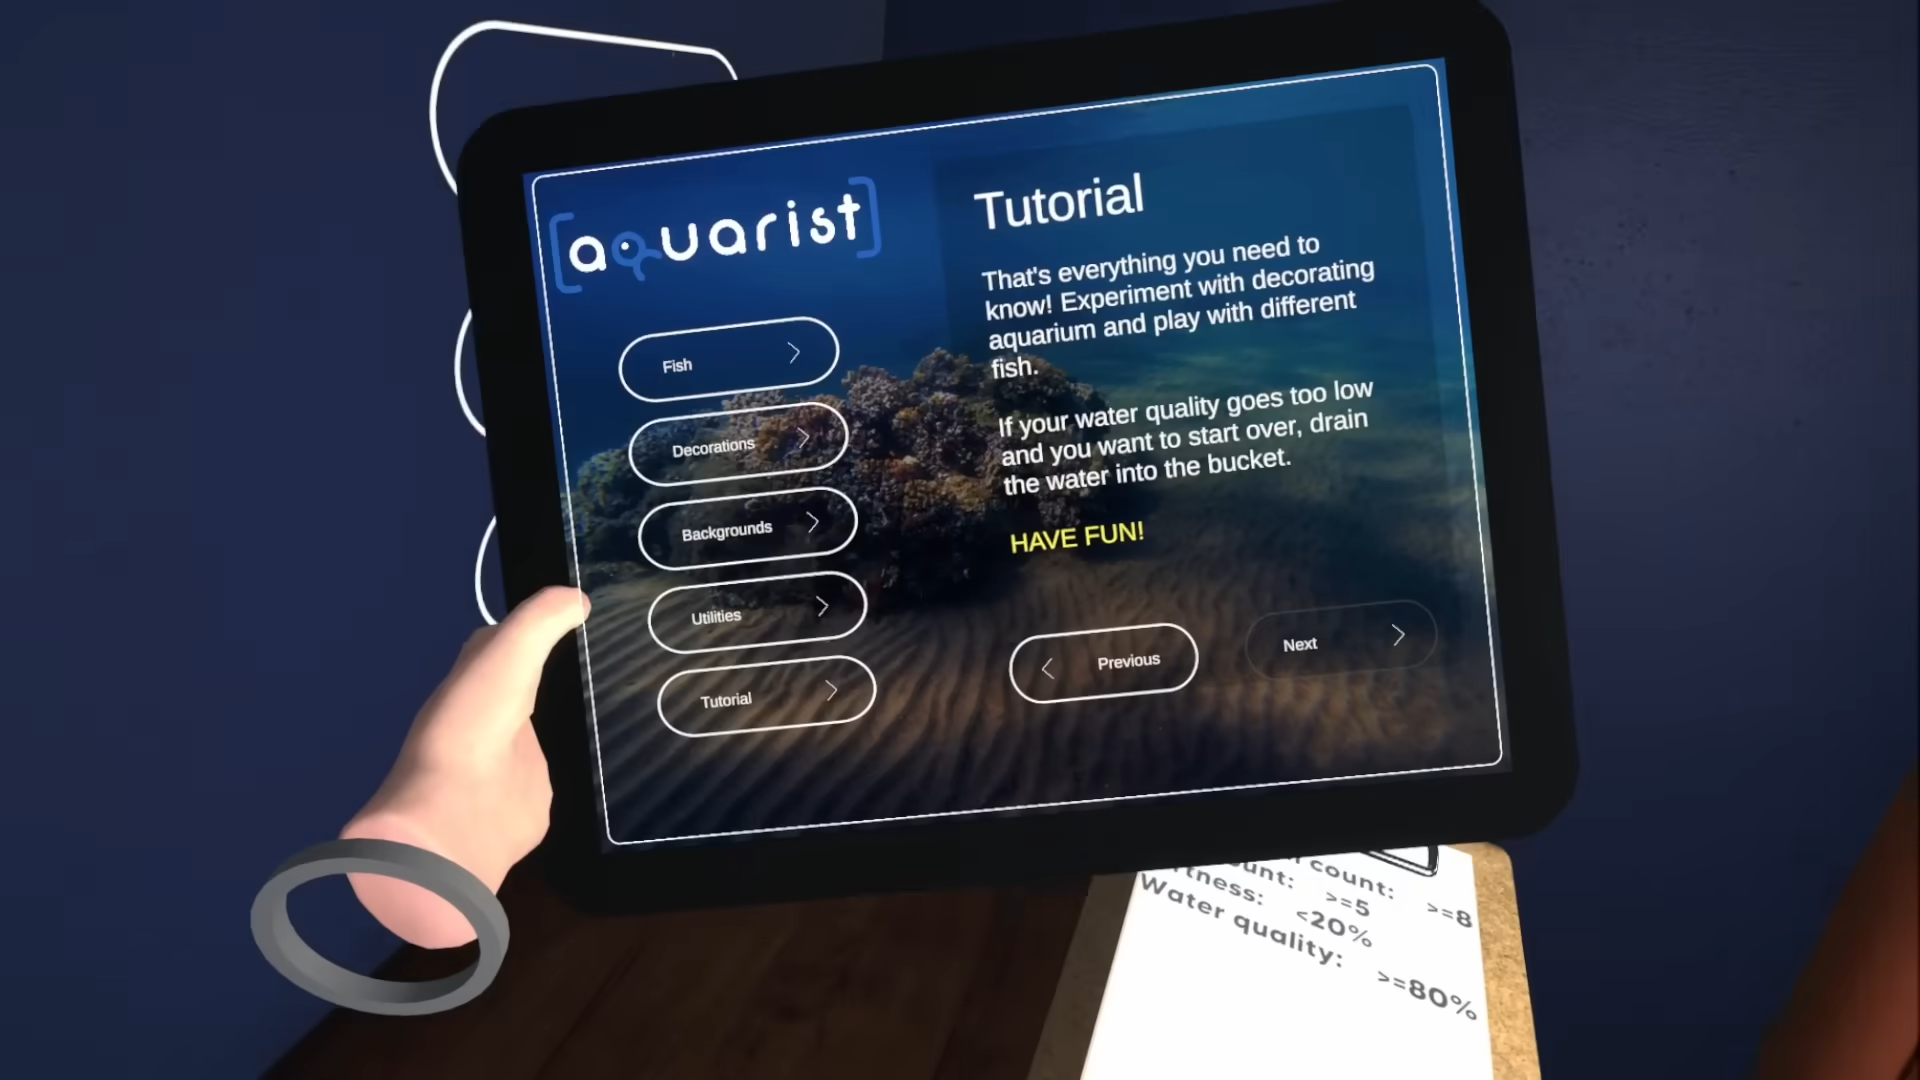 [aquarist]
Fish
Decorations
Backgrounds
Utilities
Tutorial
Tutorial
That's everything you need to
know! Experiment with decorating
aquarium and play with different
fish.
If your water quality goes too low
and you want to start over, drain
the water into the bucket.
HAVE FUN!
Previous
Next
count: >=8
>=5
<20%
Water quality: >=80%